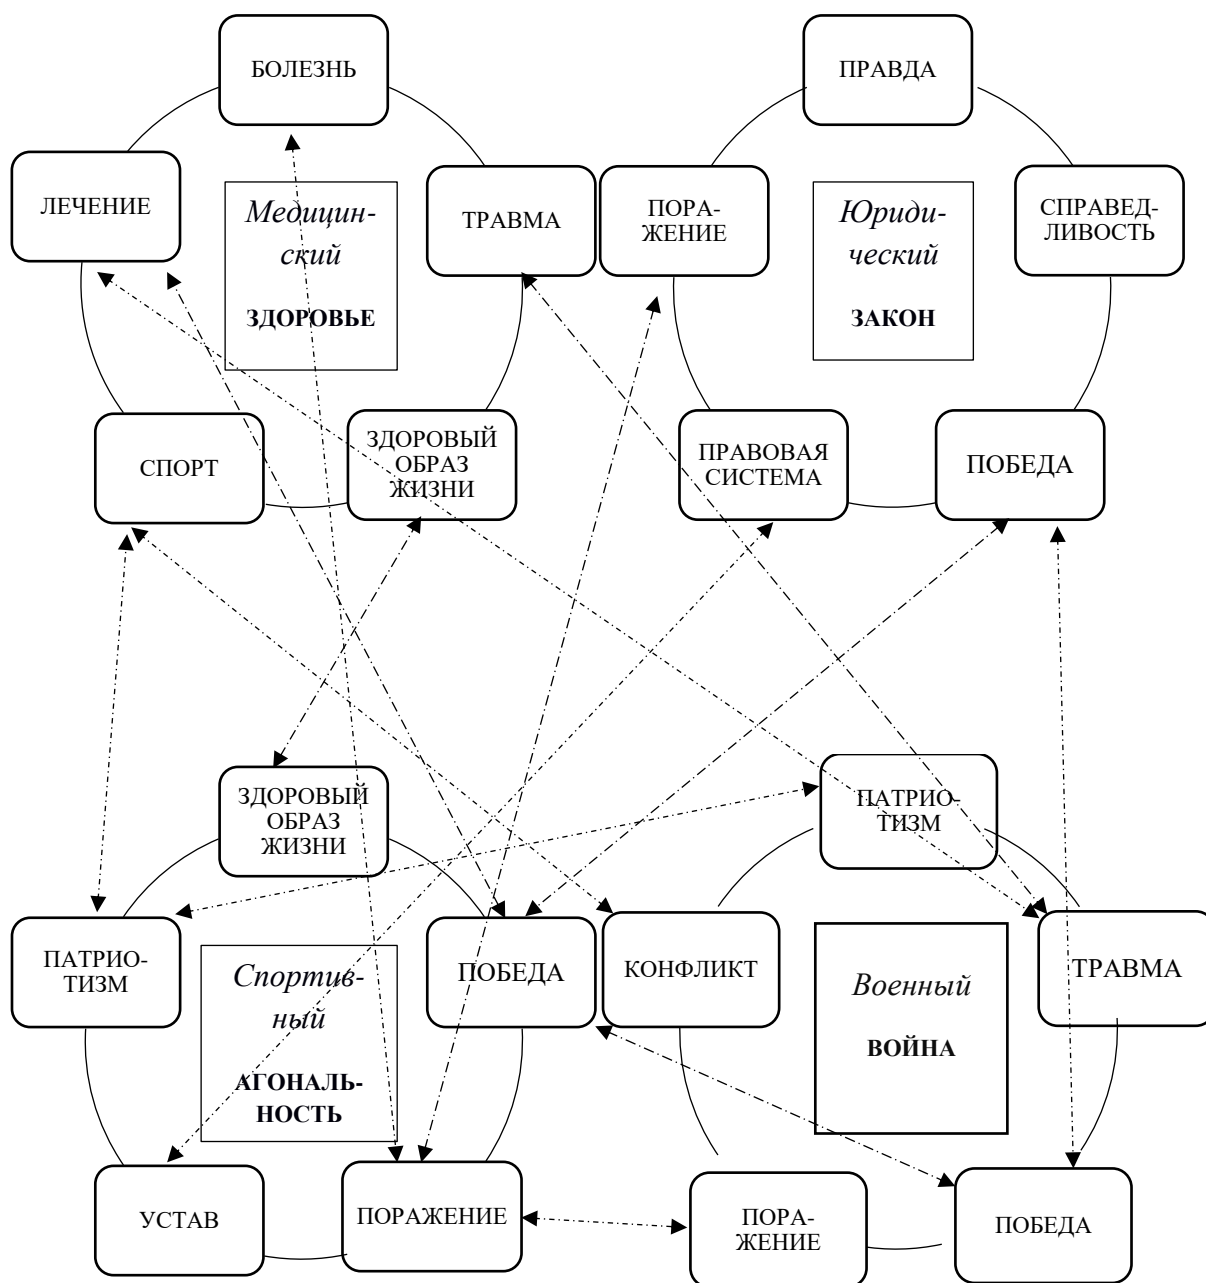 БОЛЕЗНЬ
ЛЕЧЕНИЕ
Медицин-
ский
ЗДОРОВЬЕ
ТРАВМА
СПОРТ
ЗДОРОВЫЙ
ОБРАЗ
ЖИЗНИ
ПРАВДА
ПОРА-
ЖЕНИЕ
Юриди-
ческий
ЗАКОН
СПРАВЕД-
ЛИВОСТЬ
ПРАВОВАЯ
СИСТЕМА
ПОБЕДА
ЗДОРОВЫЙ
ОБРАЗ
ЖИЗНИ
ПАТРИО-
ТИЗМ
Спортив-
ный
АГОНАЛЬ-
НОСТЬ
ПОБЕДА
УСТАВ
ПОРАЖЕНИЕ
ПАТРИО-
ТИЗМ
КОНФЛИКТ
Военный
ВОЙНА
ТРАВМА
ПОРА-
ЖЕНИЕ
ПОБЕДА